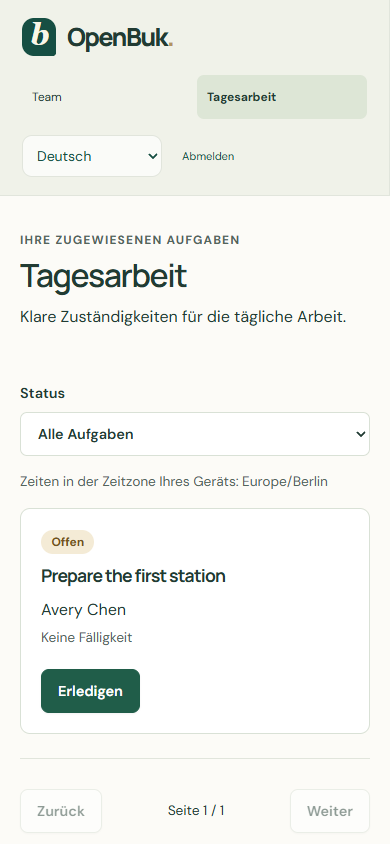 b OpenBuk.
Team
Tagesarbeit
Deutsch
Abmelden
IHRE ZUGEWIESENEN AUFGABEN
Tagesarbeit
Klare Zuständigkeiten für die tägliche Arbeit.
Status
Alle Aufgaben
Zeiten in der Zeitzone Ihres Geräts: Europe/Berlin
Offen
Prepare the first station
Avery Chen
Keine Fälligkeit
Erledigen
Zurück
Seite 1 / 1
Weiter